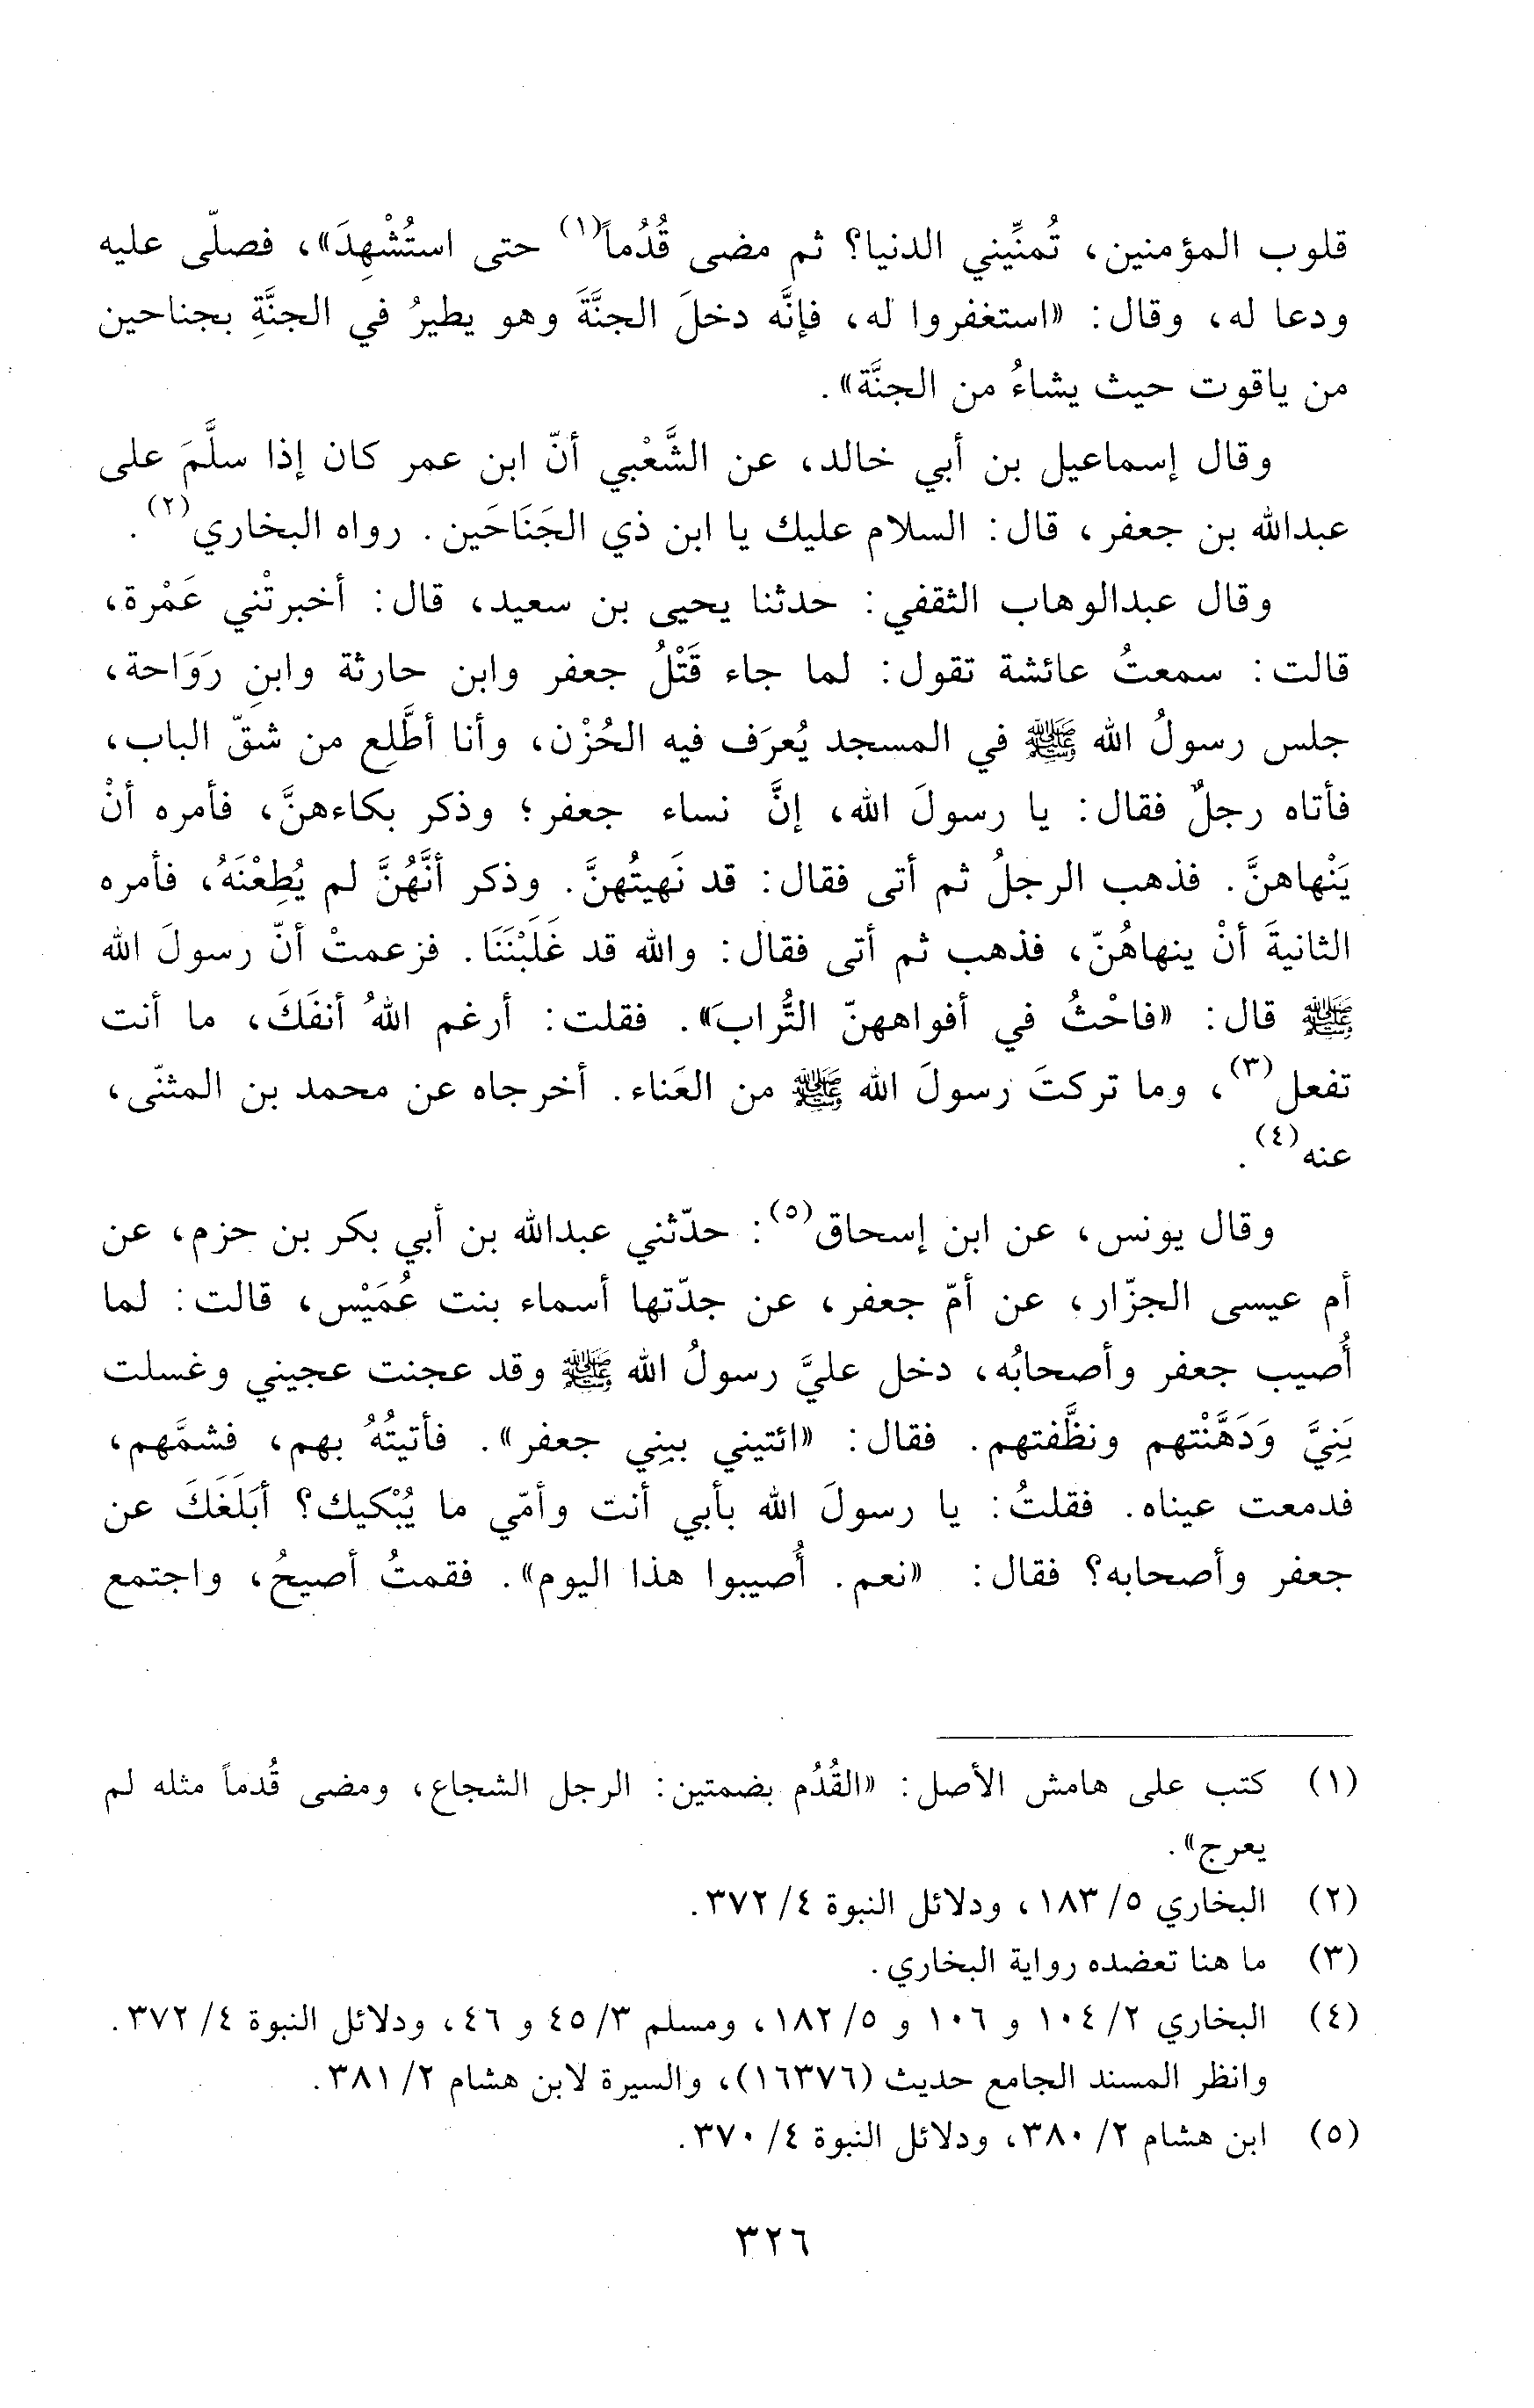 قلوب المؤمنين، تُمنِّيني الدنيا؟ ثم مضى قُدُماً(١) حتى استُشْهِدَ»، فصلّى عليه
ودعا له، وقال: «استغفروا له، فإنَّه دخلَ الجنَّةَ وهو يطيرُ في الجنَّةِ بجناحين
من ياقوت حيث يشاءُ من الجنَّة».
وقال إسماعيل بن أبي خالد، عن الشَّعْبي أنّ ابن عمر كان إذا سلَّمَ على
عبدالله بن جعفر، قال: السلام عليك يا ابن ذي الجَنَاحَين. رواه البخاري(٢).
وقال عبدالوهاب الثقفي: حدثنا يحيى بن سعيد، قال: أخبرتْني عَمْرة،
قالت: سمعتُ عائشة تقول: لما جاء قَتْلُ جعفر وابن حارثة وابنِ رَوَاحة،
جلس رسولُ الله ﷺ في المسجد يُعرَف فيه الحُزْن، وأنا أطَّلِع من شقّ الباب،
فأتاه رجلٌ فقال: يا رسولَ الله، إنَّ نساء جعفر؛ وذكر بكاءهنَّ، فأمره أنْ
يَنْهاهنَّ. فذهب الرجلُ ثم أتى فقال: قد نَهيتُهنَّ. وذكر أنَّهُنَّ لم يُطِعْنَهُ، فأمره
الثانيةَ أنْ ينهاهُنّ، فذهب ثم أتى فقال: والله قد غَلَبْنَنَا. فزعمتْ أنّ رسولَ الله
ﷺ قال: «فاحْثُ في أفواههنّ التُّرابَ». فقلت: أرغم اللهُ أنفَكَ، ما أنت
تفعل(٣)، وما تركتَ رسولَ الله ﷺ من العَناء. أخرجاه عن محمد بن المثنّى،
عنه(٤).
وقال يونس، عن ابن إسحاق(٥): حدّثني عبدالله بن أبي بكر بن حزم، عن
أم عيسى الجزّار، عن أمّ جعفر، عن جدّتها أسماء بنت عُمَيْس، قالت: لما
أُصيب جعفر وأصحابُه، دخل عليَّ رسولُ الله ﷺ وقد عجنت عجيني وغسلت
بَنِيَّ وَدَهَّنْتهم ونظَّفتهم. فقال: «ائتيني ببنِي جعفر». فأتيتُهُ بهم، فشمَّهم،
فدمعت عيناه. فقلتُ: يا رسولَ الله بأبي أنت وأمّي ما يُبْكيك؟ أبَلَغَكَ عن
جعفر وأصحابه؟ فقال: «نعم. أُصيبوا هذا اليوم». فقمتُ أصيحُ، واجتمع
(١) كتب على هامش الأصل: «القُدُم بضمتين: الرجل الشجاع، ومضى قُدماً مثله لم
يعرج».
(٢) البخاري ٥/ ١٨٣، ودلائل النبوة ٤/ ٣٧٢.
(٣) ما هنا تعضده رواية البخاري.
(٤) البخاري ٢/ ١٠٤ و ١٠٦ و ٥/ ١٨٢، ومسلم ٣/ ٤٥ و ٤٦، ودلائل النبوة ٤/ ٣٧٢.
وانظر المسند الجامع حديث (١٦٣٧٦)، والسيرة لابن هشام ٢/ ٣٨١.
(٥) ابن هشام ٢/ ٣٨٠، ودلائل النبوة ٤/ ٣٧٠.
٣٢٦